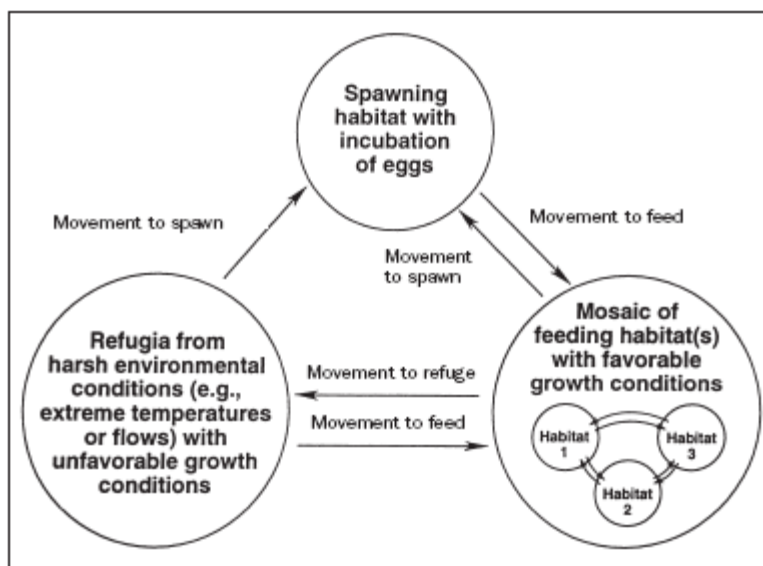 Spawning
habitat with
incubation
of eggs
Movement to spawn
Movement to feed
Movement
to spawn
Mosaic of
feeding habitat(s)
with favorable
growth conditions
Refugia from
harsh environmental
conditions (e.g.,
extreme temperatures
or flows) with
unfavorable growth
conditions
Movement to refuge
Movement to feed
Habitat
1
Habitat
3
Habitat
2